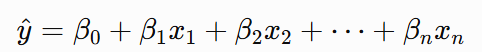 ŷ = β₀ + β₁x₁ + β₂x₂ + ⋯ + βₙxₙ